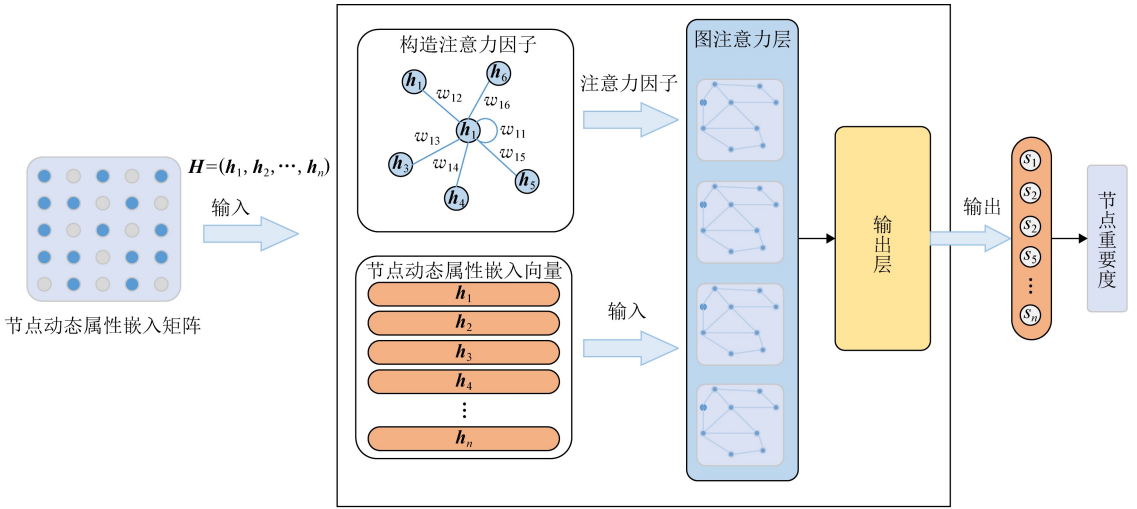 节点动态属性嵌入矩阵
H=(h₁, h₂, ⋯, hₙ)
输入
构造注意力因子
h₁
h₆
w₁₂
w₁₆
h₁
w₁₁
w₁₃
w₁₅
h₃
w₁₄
h₅
h₄
节点动态属性嵌入向量
h₁
h₂
h₃
h₄
⋮
hₙ
注意力因子
输入
图注意力层
输出层
输出
s₁
s₂
s₂
s₅
⋮
sₙ
节点重要度